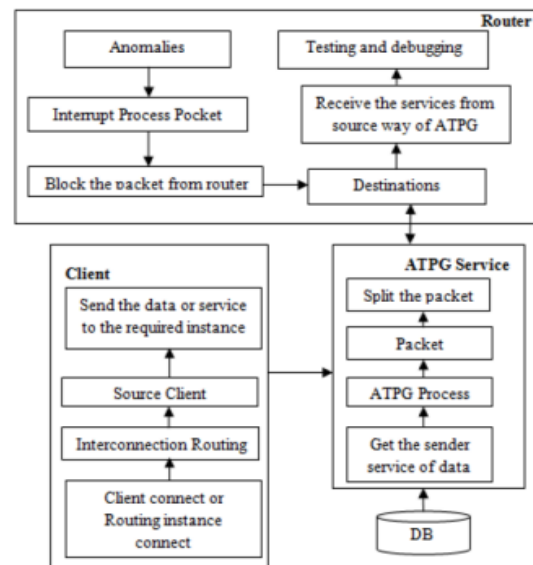 Router
Anomalies
Testing and debugging
Interrupt Process Pocket
Receive the services from
source way of ATPG
Block the packet from router
Destinations
Client
Send the data or service
to the required instance
Source Client
Interconnection Routing
Client connect or
Routing instance
connect
ATPG Service
Split the packet
Packet
ATPG Process
Get the sender
service of data
DB